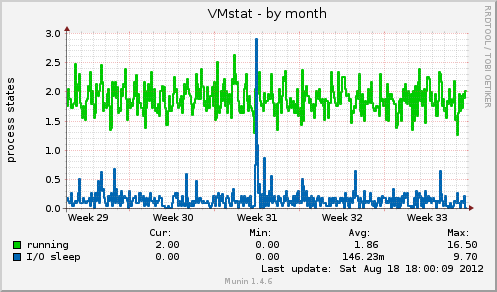 VMstat - by month
RRDTOOL / TOBI OETIKER
process states
3.0
2.5
2.0
1.5
1.0
0.5
0.0
Week 29 Week 30 Week 31 Week 32 Week 33
Cur: Min: Avg: Max:
running 2.00 0.00 1.86 16.50
I/O sleep 0.00 0.00 146.23m 9.70
Last update: Sat Aug 18 18:00:09 2012
Munin 1.4.6